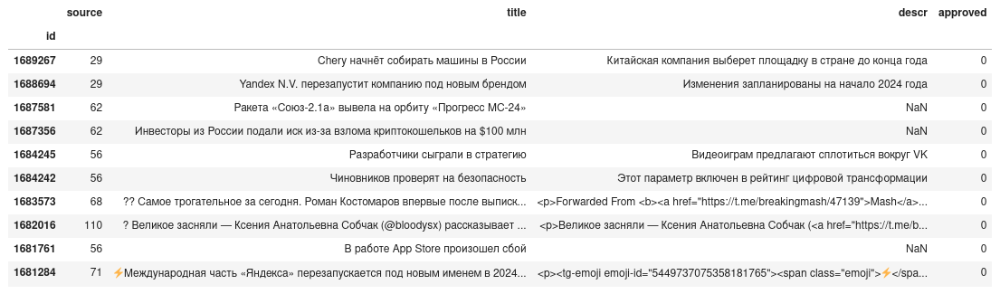 source title descr approved
id
1689267 29 Chery начнёт собирать машины в России Китайская компания выберет площадку в стране до конца года 0
1688694 29 Yandex N.V. перезапустит компанию под новым брендом Изменения запланированы на начало 2024 года 0
1687581 62 Ракета «Союз-2.1а» вывела на орбиту «Прогресс МС-24» NaN 0
1687356 62 Инвесторы из России подали иск из-за взлома криптокошельков на $100 млн NaN 0
1684245 56 Разработчики сыграли в стратегию Видеоиграм предлагают сплотиться вокруг VK 0
1684242 56 Чиновников проверят на безопасность Этот параметр включен в рейтинг цифровой трансформации 0
1683573 68 ?? Самое трогательное за сегодня. Роман Костомаров впервые после выписк... <p>Forwarded From <b><a href="https://t.me/breakingmash/47139">Mash</a>... 0
1682016 110 ? Великое засняли — Ксения Анатольевна Собчак (@bloodysx) рассказывает ... <p>Великое засняли — Ксения Анатольевна Собчак (<a href="https://t.me/b... 0
1681761 56 В работе App Store произошел сбой NaN 0
1681284 71 ⚡Международная часть «Яндекса» перезапускается под новым именем в 2024... <p><tg-emoji emoji-id="5449737075358181765"><span class="emoji">⚡</spa... 0